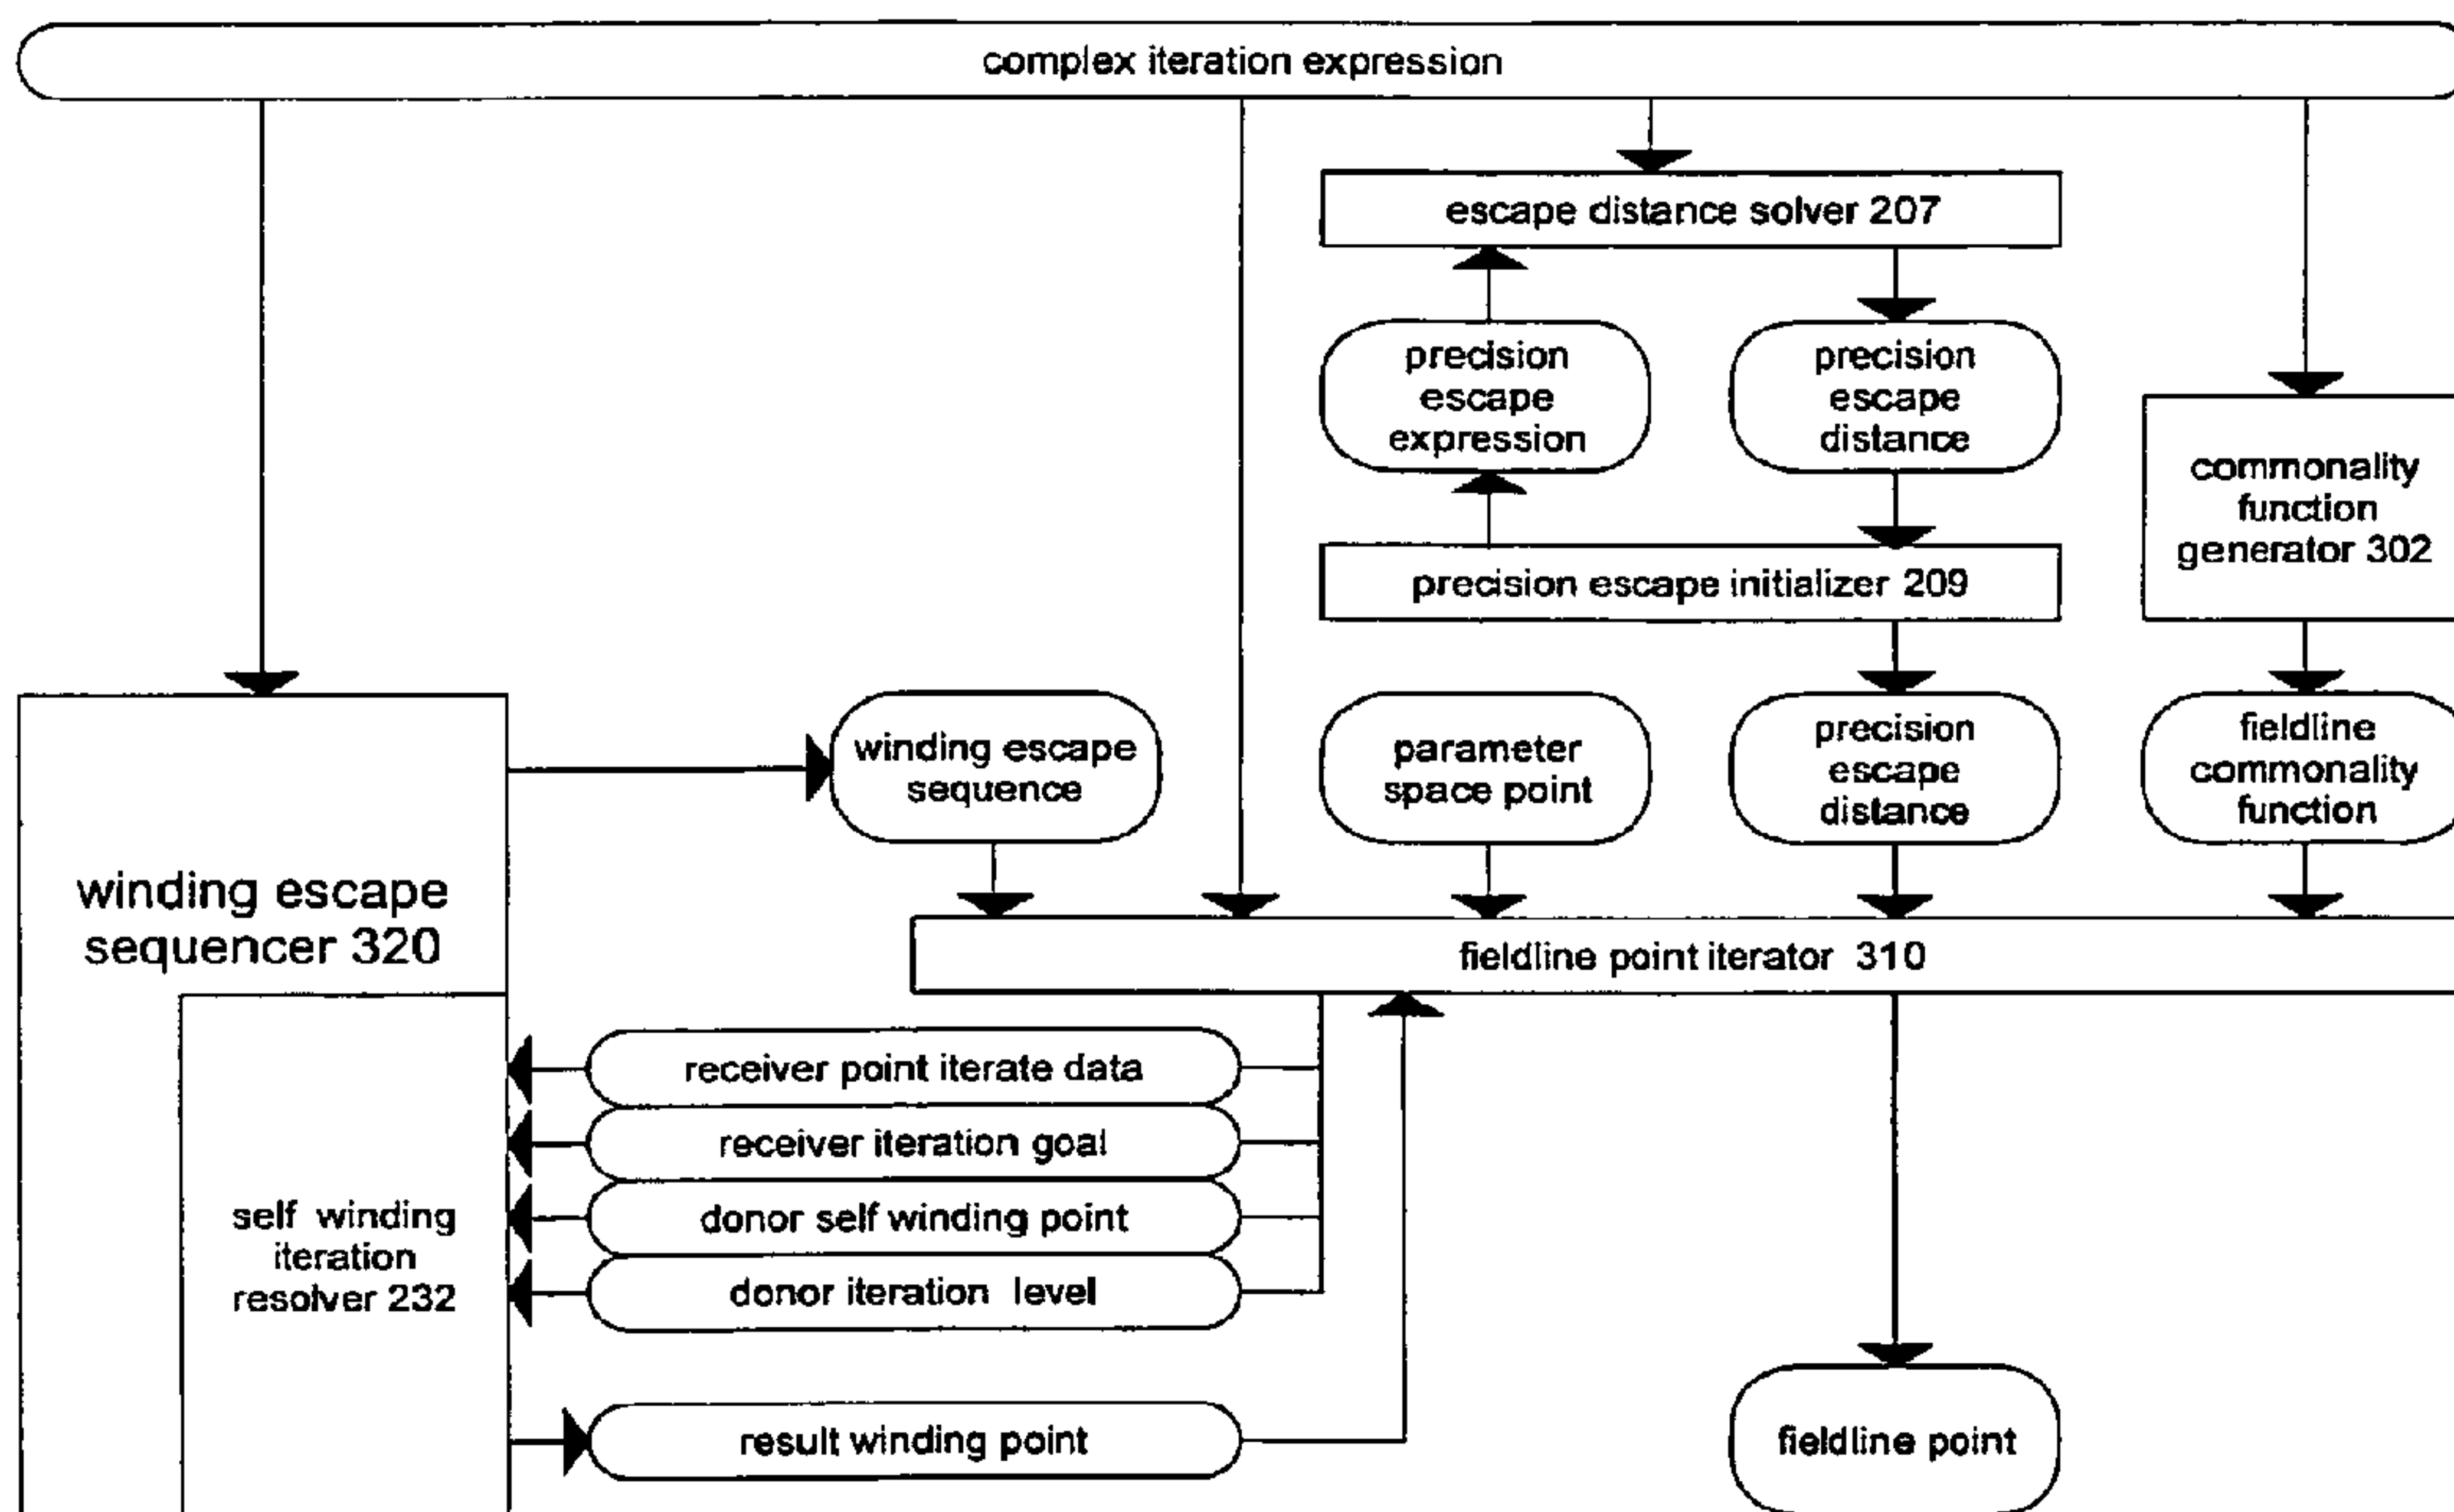 complex iteration expression
escape distance solver 207
precision
escape
expression
precision
escape
distance
commonality
function
generator 302
precision escape initializer 209
winding escape
sequence
parameter
space point
precision
escape
distance
fieldline
commonality
function
winding escape
sequencer 320
fieldline point iterator 310
receiver point iterate data
receiver iteration goal
donor self winding point
donor iteration level
self winding
iteration
resolver 232
result winding point
fieldline point